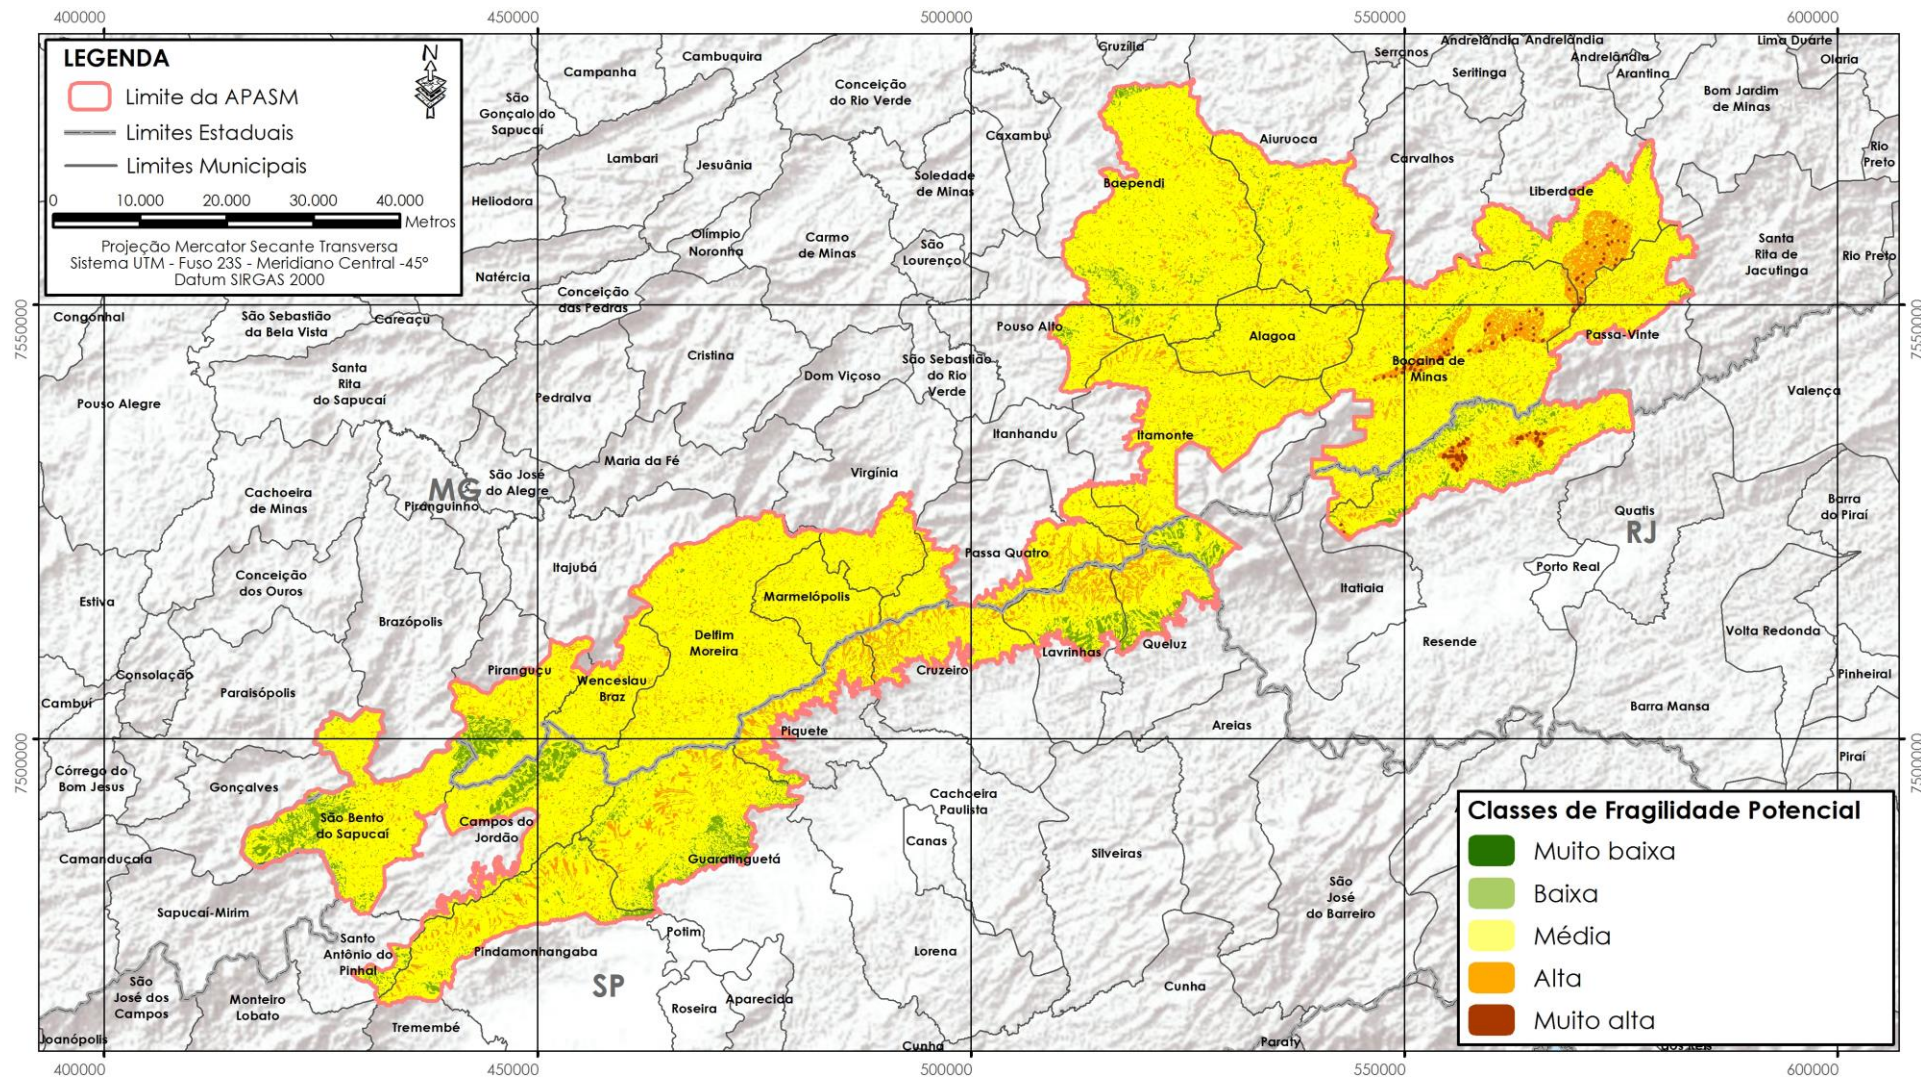 400000
450000
500000
550000
600000
LEGENDA
N
Limite da APASM
Limites Estaduais
Limites Municipais
0 10.000 20.000 30.000 40.000
Metros
Projeção Mercator Secante Transversa
Sistema UTM - Fuso 23S - Meridiano Central -45°
Datum SIRGAS 2000
Campanha
Cambuquira
São
Gonçalo do
Sapucaí
Conceição
do Rio Verde
Cruzília
Serranos
Andrelândia
Andrelândia
Andrelândia
Lima Duarte
Olaria
Seritinga
Arantina
Bom Jardim
de Minas
Caxambu
Aiuruoca
Carvalhos
Rio
Preto
Lambari
Jesuânia
Soledade
de Minas
Baependi
Liberdade
Heliodora
Olímpio
Noronha
Carmo
de Minas
São
Lourenço
Santa
Rita de
Jacutinga
Rio Preto
Natércia
Conceição
das Pedras
7550000
Congonhal
São Sebastião
da Bela Vista
Careaçu
Pouso Alto
Alagoa
Passa-Vinte
7550000
Santa
Rita
do Sapucaí
Cristina
Dom Viçoso
São Sebastião
do Rio
Verde
Bocaina de
Minas
Valença
Pouso Alegre
Pedralva
Itanhandu
Itamonte
Maria da Fé
Virgínia
São José
do Alegre
MG
Piranguinho
Cachoeira
de Minas
Quatis
RJ
Barra
do Piraí
Itajubá
Passa Quatro
Porto Real
Conceição
dos Ouros
Marmelópolis
Itatiaia
Estiva
Brazópolis
Delfim
Moreira
Lavrinhas
Queluz
Resende
Volta Redonda
Consolação
Paraisópolis
Piranguçu
Wenceslau
Braz
Cruzeiro
Pinheiral
Cambuí
Piquete
Areias
Barra Mansa
7500000
Córrego do
Bom Jesus
Gonçalves
Piraí
7500000
Cachoeira
Paulista
São Bento
do Sapucaí
Campos do
Jordão
Canas
Camanducaia
Guaratinguetá
Silveiras
São
José
do Barreiro
Sapucaí-Mirim
Santo
Antônio do
Pinhal
Pindamonhangaba
Potim
Lorena
São
José dos
Campos
Monteiro
Lobato
SP
Roseira
Aparecida
Cunha
Tremembé
Joanópolis
Cunha
Paraty
Classes de Fragilidade Potencial
Muito baixa
Baixa
Média
Alta
Muito alta
400000
450000
500000
550000
600000